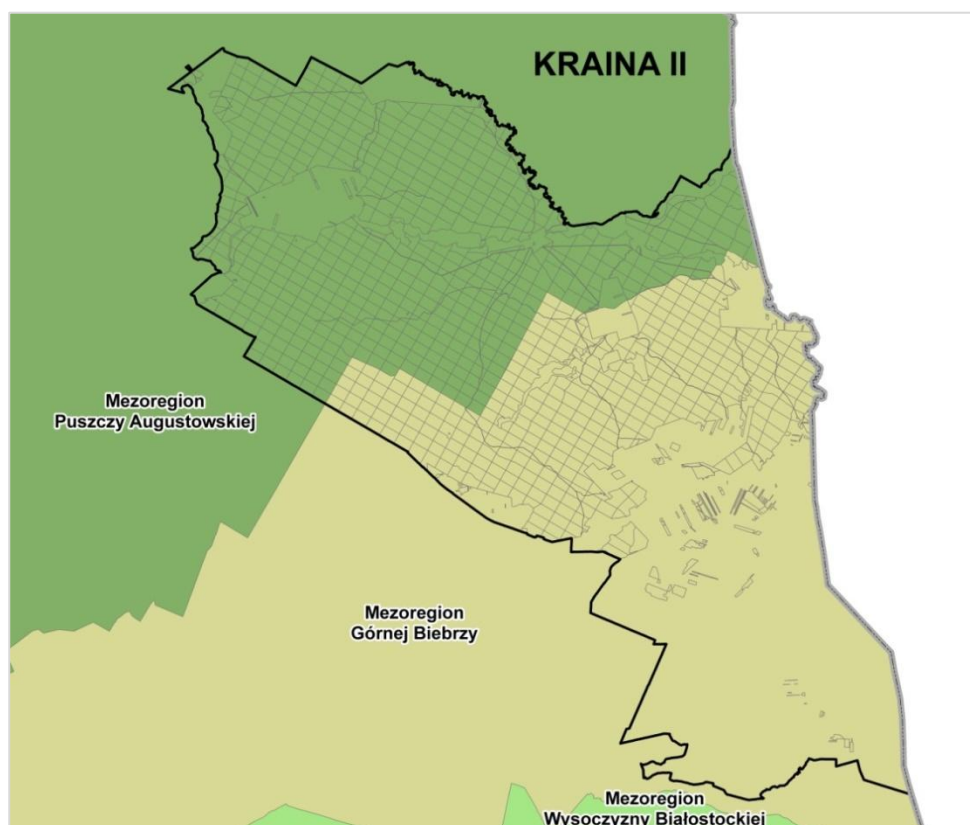 KRAINA II
Mezoregion
Puszczy Augustowskiej
Mezoregion
Górnej Biebrzy
Mezoregion
Wysoczyzny Białostockiej